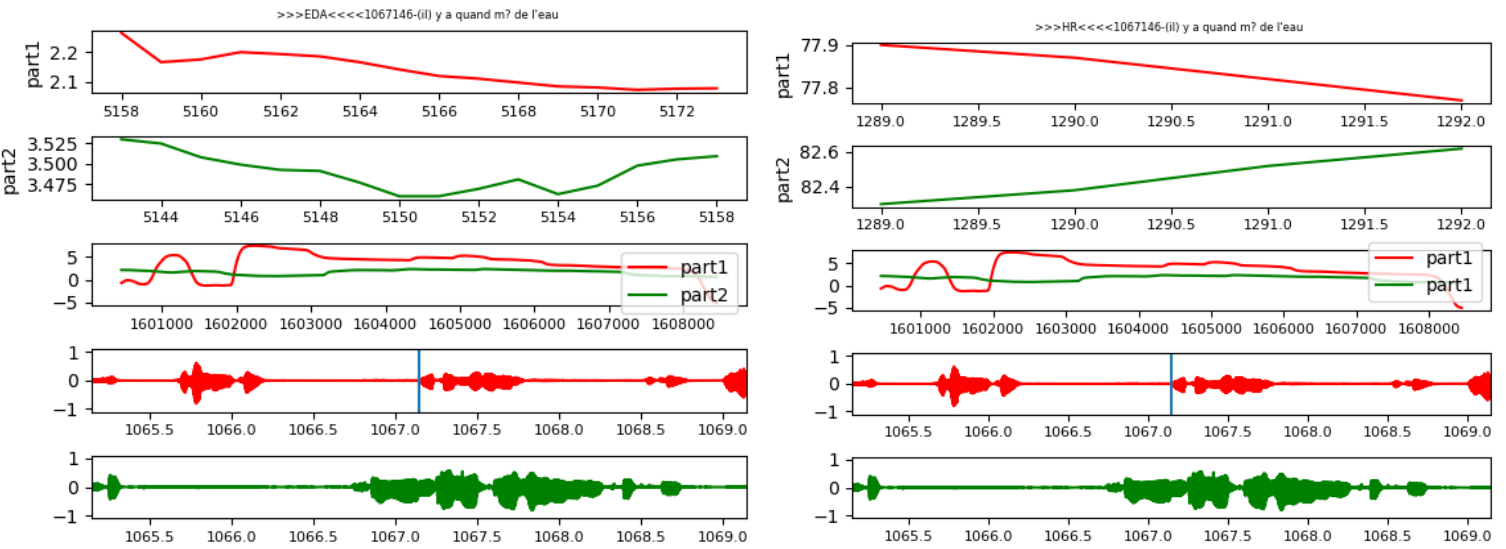 >>>EDA<<<<1067146-(il) y a quand m? de l'eau
part1
2.2
2.1
5158 5160 5162 5164 5166 5168 5170 5172
part2
3.525
3.500
3.475
5144 5146 5148 5150 5152 5154 5156 5158
5
0
−5
part1
part2
1601000 1602000 1603000 1604000 1605000 1606000 1607000 1608000
1
0
−1
1065.5 1066.0 1066.5 1067.0 1067.5 1068.0 1068.5 1069.0
1
0
−1
1065.5 1066.0 1066.5 1067.0 1067.5 1068.0 1068.5 1069.0
>>>HR<<<<1067146-(il) y a quand m? de l'eau
part1
77.9
77.8
1289.0 1289.5 1290.0 1290.5 1291.0 1291.5 1292.0
part2
82.6
82.4
1289.0 1289.5 1290.0 1290.5 1291.0 1291.5 1292.0
5
0
−5
part1
part1
1601000 1602000 1603000 1604000 1605000 1606000 1607000 1608000
1
0
−1
1065.5 1066.0 1066.5 1067.0 1067.5 1068.0 1068.5 1069.0
1
0
−1
1065.5 1066.0 1066.5 1067.0 1067.5 1068.0 1068.5 1069.0